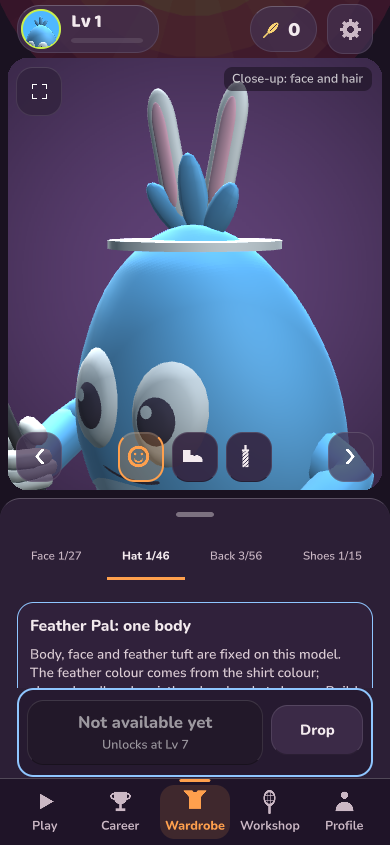 Lv 1
0
Close-up: face and hair
Face 1/27
Hat 1/46
Back 3/56
Shoes 1/15
Feather Pal: one body
Body, face and feather tuft are fixed on this model.
The feather colour comes from the shirt colour;
Not available yet
Unlocks at Lv 7
Drop
Play
Career
Wardrobe
Workshop
Profile